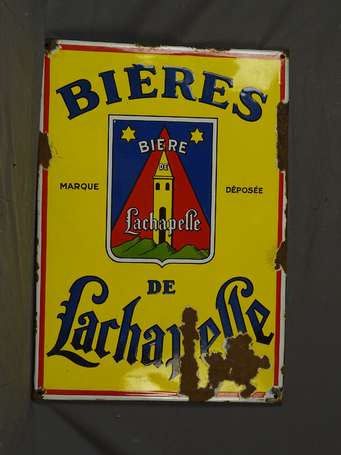 BIÈRES
BIERE
DE
Lachapelle
MARQUE DÉPOSÉE
DE
Lachapelle